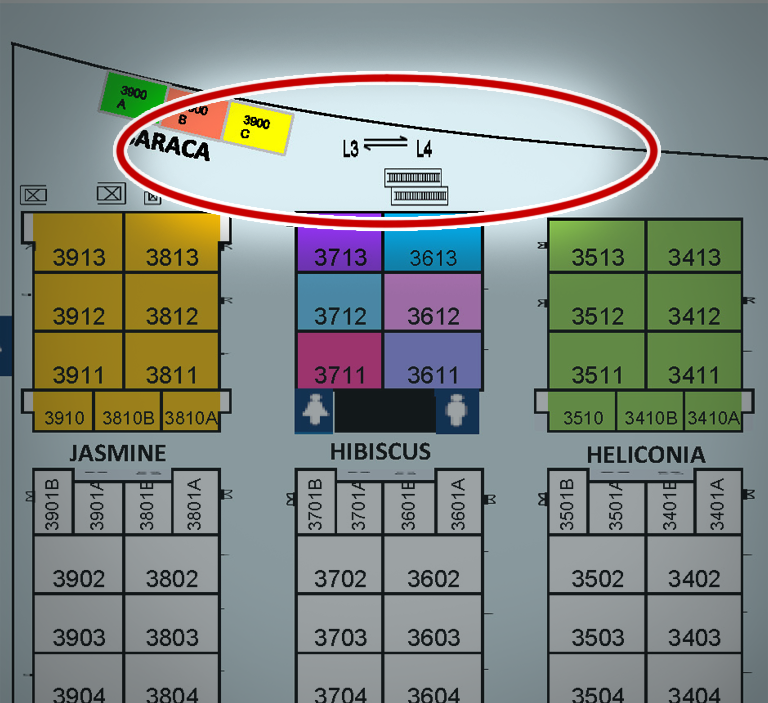 3900
A
3900
B
3900
C
ARACA
L3 L4
3913 3813 3713 3613 3513 3413
3912 3812 3712 3612 3512 3412
3911 3811 3711 3611 3511 3411
3910 3810B 3810A 3510 3410B 3410A
JASMINE HIBISCUS HELICONIA
3901B 3901A 3801B 3801A 3701B 3701A 3601B 3601A 3501B 3501A 3401B 3401A
3902 3802 3702 3602 3502 3402
3903 3803 3703 3603 3503 3403
3904 3804 3704 3604 3504 3404